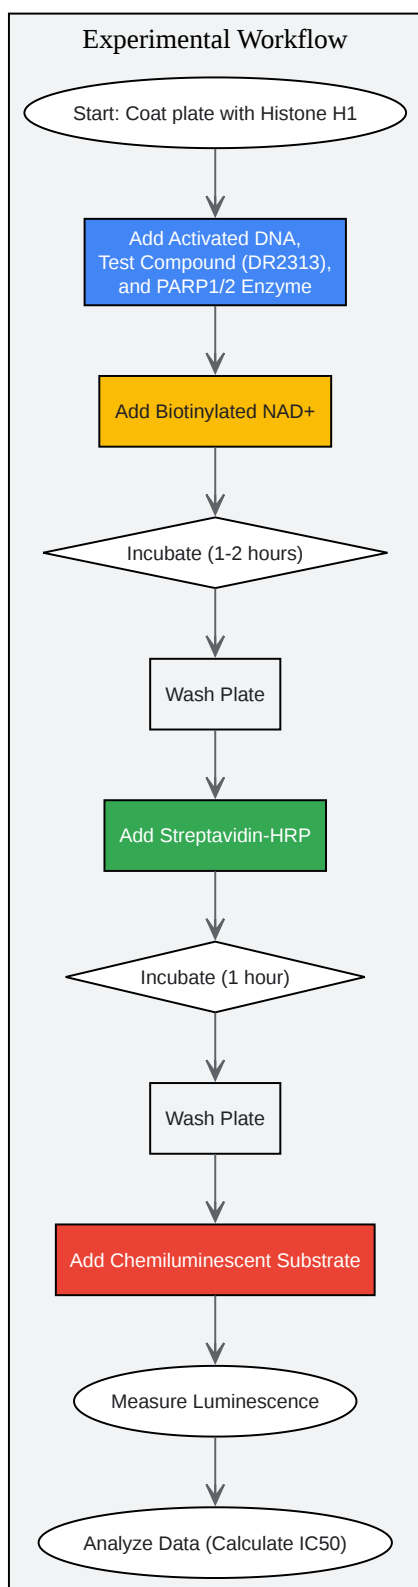 Experimental Workflow
Start: Coat plate with Histone H1
Add Activated DNA,
Test Compound (DR2313),
and PARP1/2 Enzyme
Add Biotinylated NAD+
Incubate (1-2 hours)
Wash Plate
Add Streptavidin-HRP
Incubate (1 hour)
Wash Plate
Add Chemiluminescent Substrate
Measure Luminescence
Analyze Data (Calculate IC50)